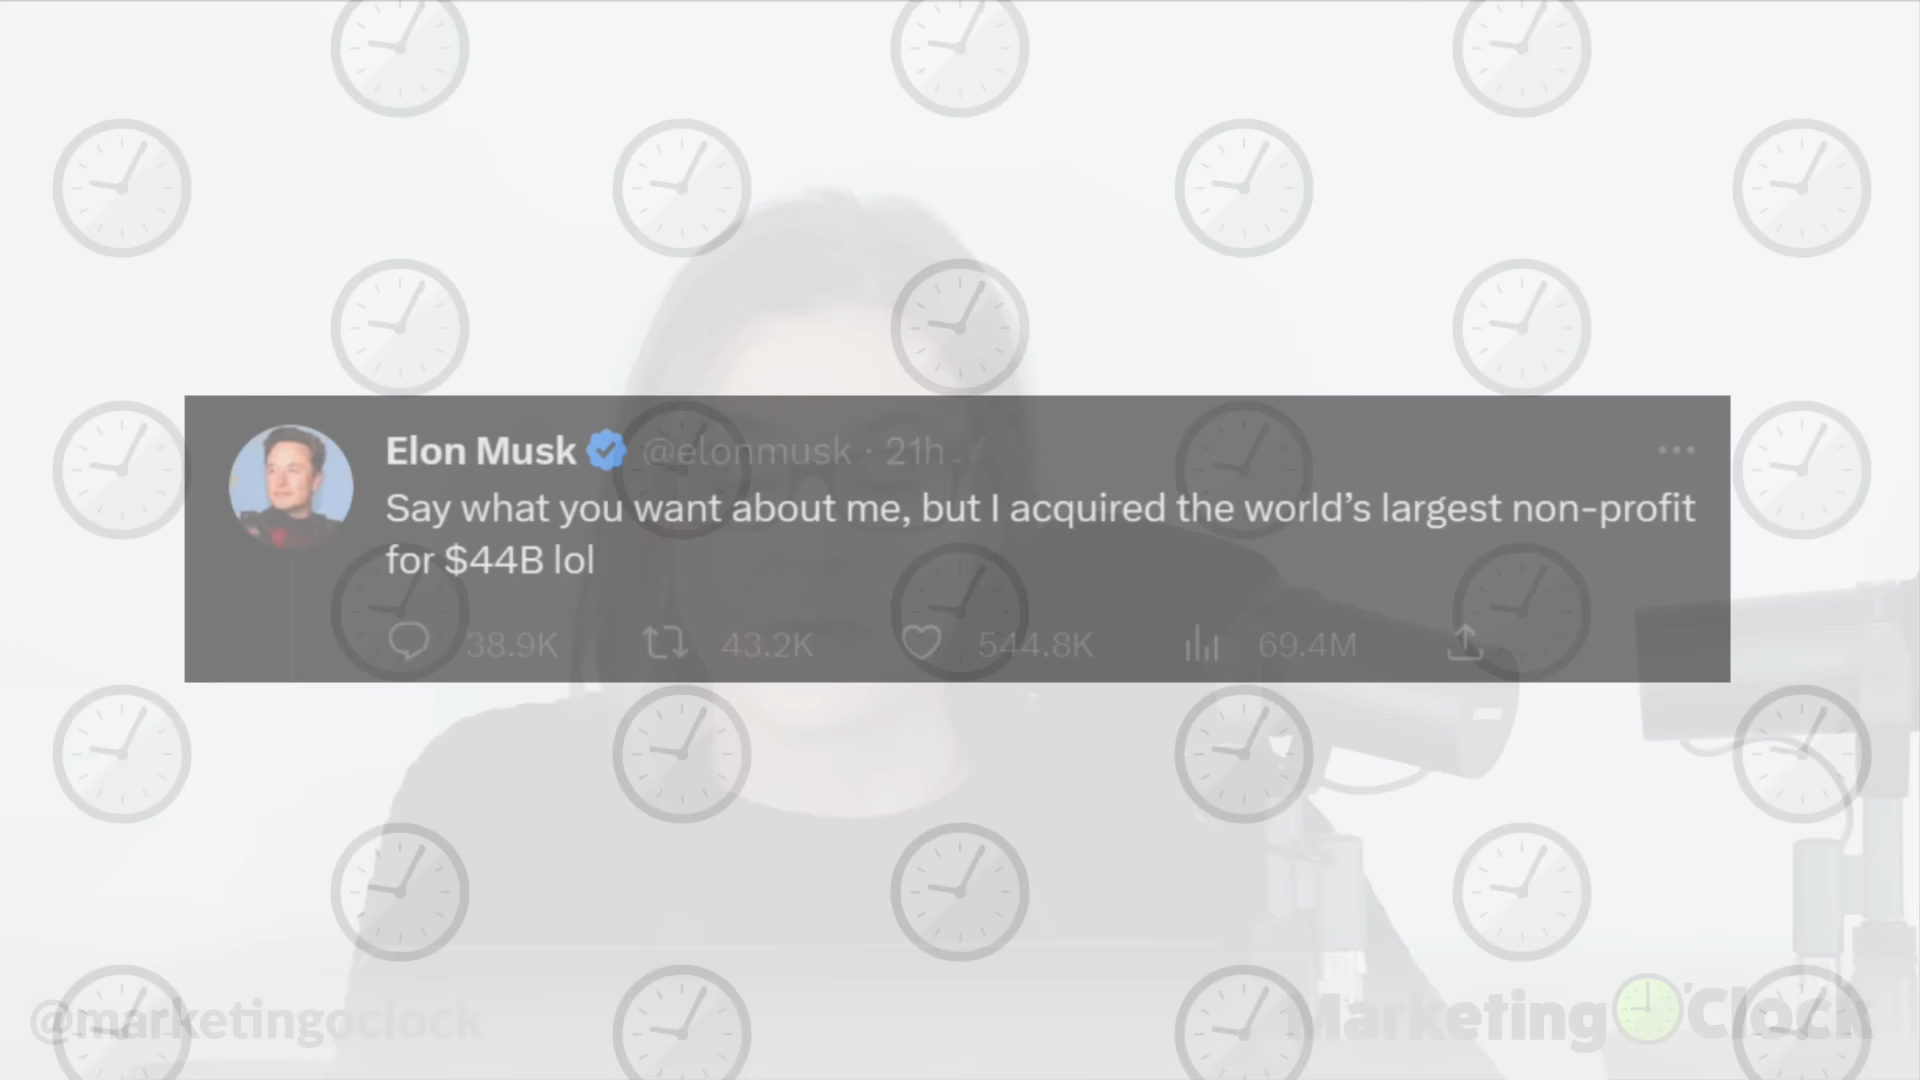 Elon Musk @elonmusk · 21h
Say what you want about me, but I acquired the world’s largest non-profit
for $44B lol
38.9K 43.2K 544.8K 69.4M
@marketingoclock
Marketing O'Clock